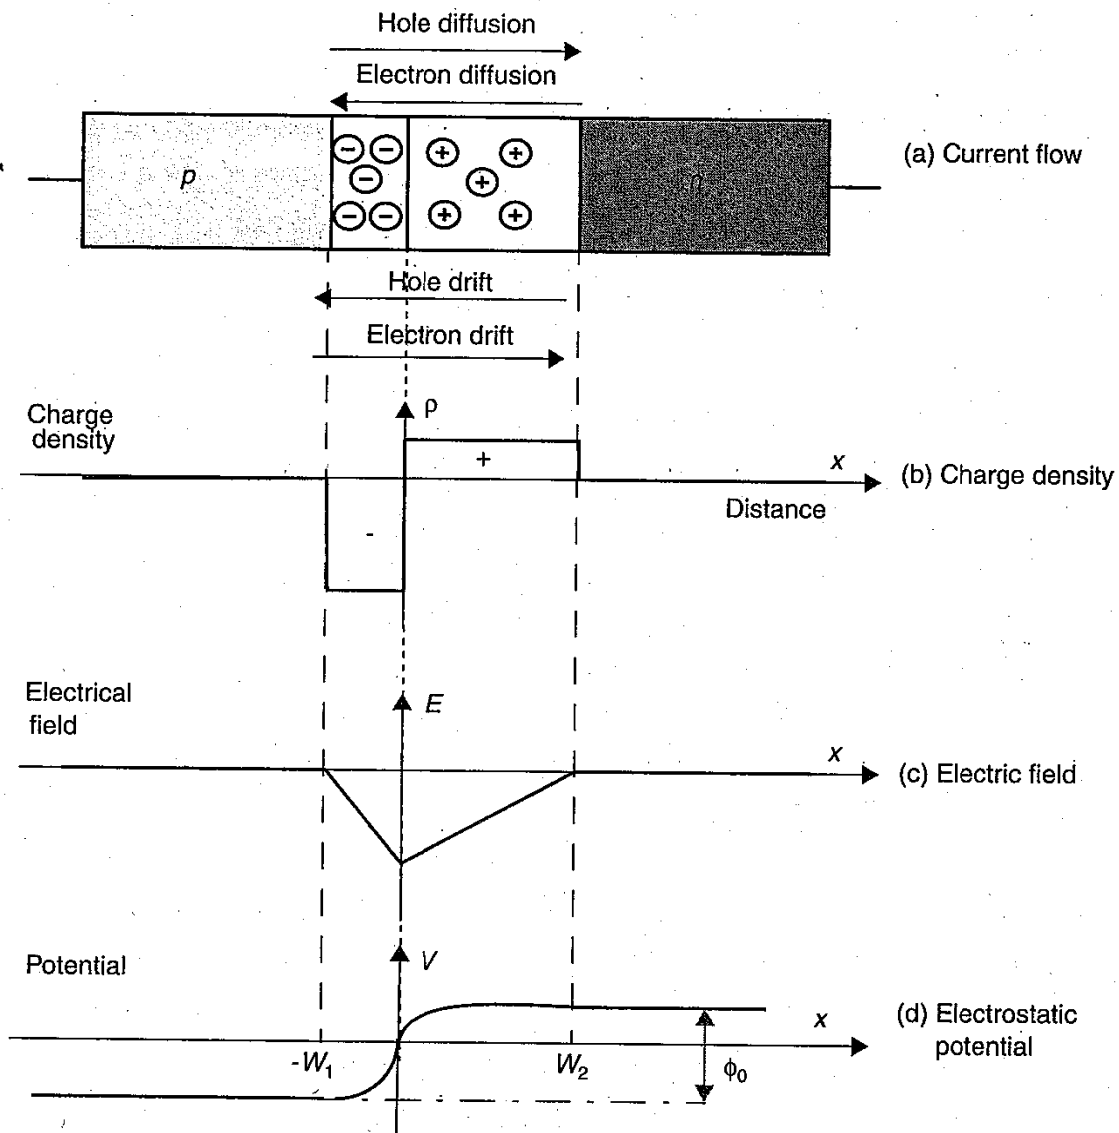 Hole diffusion
Electron diffusion
p
n
(a) Current flow
Hole drift
Electron drift
Charge
density
ρ
+
-
x
Distance
(b) Charge density
Electrical
field
E
x
(c) Electric field
Potential
V
x
(d) Electrostatic
potential
-W₁
W₂
ϕ₀